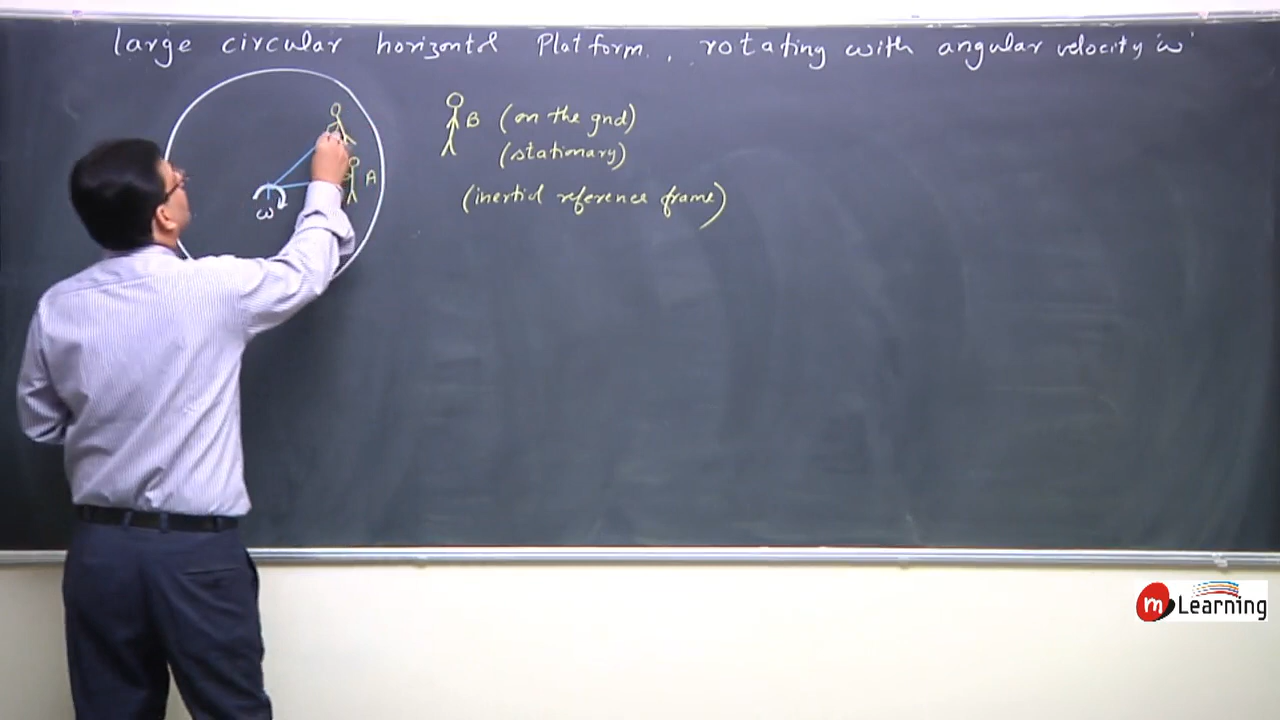 large circular horizontal Platform., rotating with angular velocity 'ω'
B (on the gnd)
(stationary)
A
(inertial reference frame)
ω
m Learning